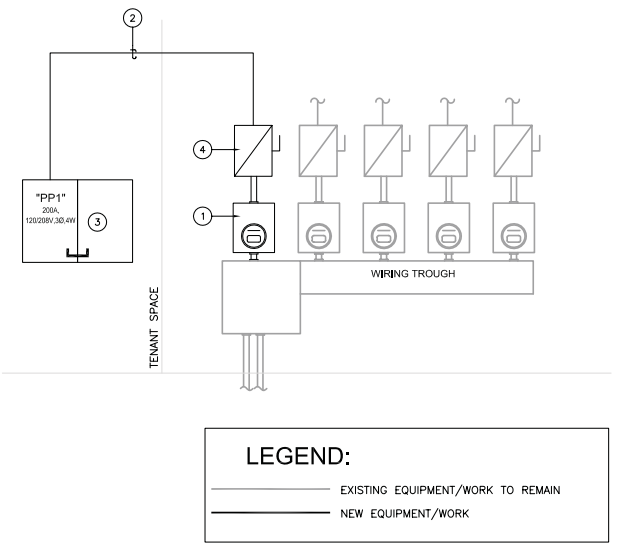 2
4
"PP1"
200A,
120/208V,3Ø,4W
3
1
WIRING TROUGH
TENANT SPACE
LEGEND:
EXISTING EQUIPMENT/WORK TO REMAIN
NEW EQUIPMENT/WORK